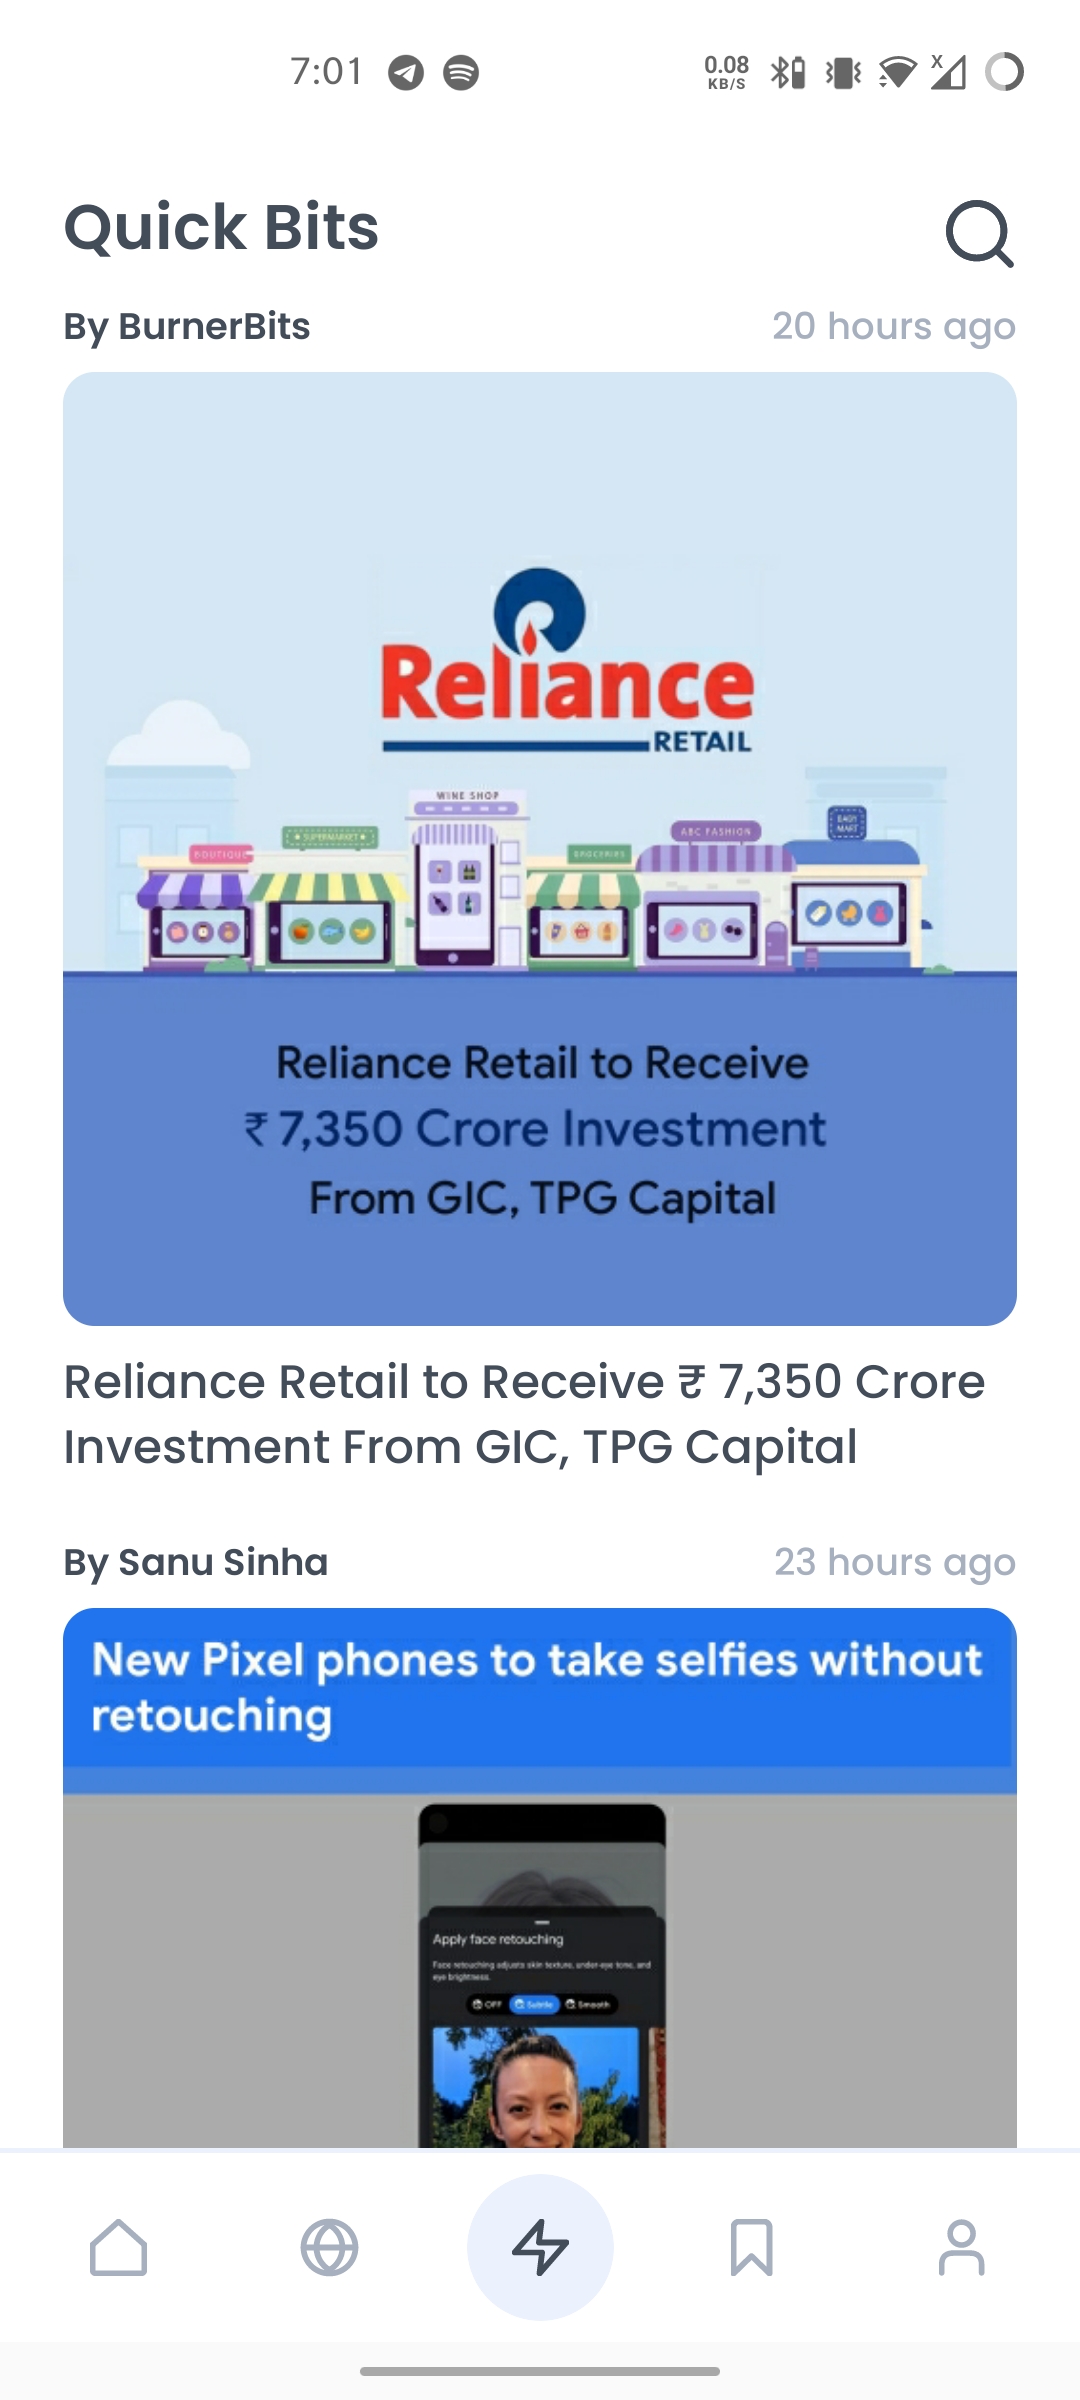 7:01
0.08
KB/S
X
Quick Bits
By BurnerBits
20 hours ago
Reliance
RETAIL
WINE SHOP
SUPERMARKET
BOUTIQUE
GROCERIES
ABC FASHION
BABY
MART
Reliance Retail to Receive
₹ 7,350 Crore Investment
From GIC, TPG Capital
Reliance Retail to Receive ₹ 7,350 Crore
Investment From GIC, TPG Capital
By Sanu Sinha
23 hours ago
New Pixel phones to take selfies without
retouching
Apply face retouching
Face retouching adjusts skin texture, under-eye tone, and
eye brightness.
OFF
Subtle
Smooth